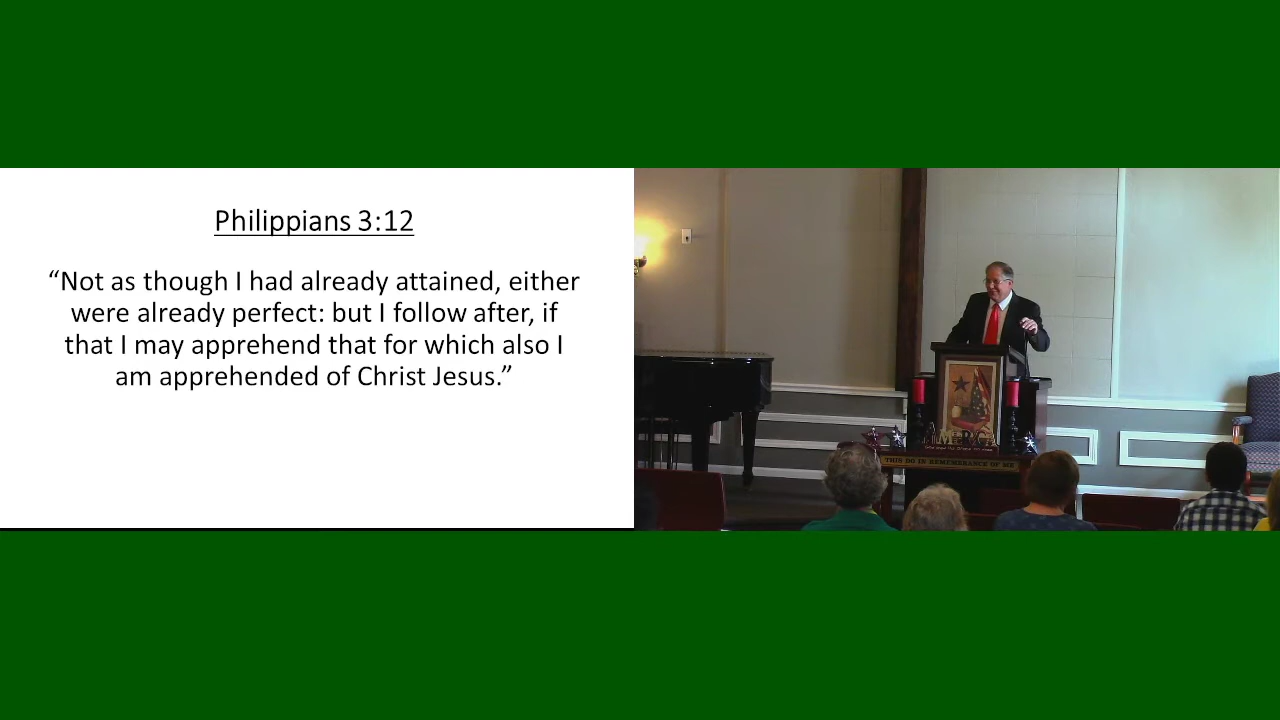 Philippians 3:12
“Not as though I had already attained, either
were already perfect: but I follow after, if
that I may apprehend that for which also I
am apprehended of Christ Jesus.”
AMERICA
THIS DO IN REMEMBRANCE OF ME